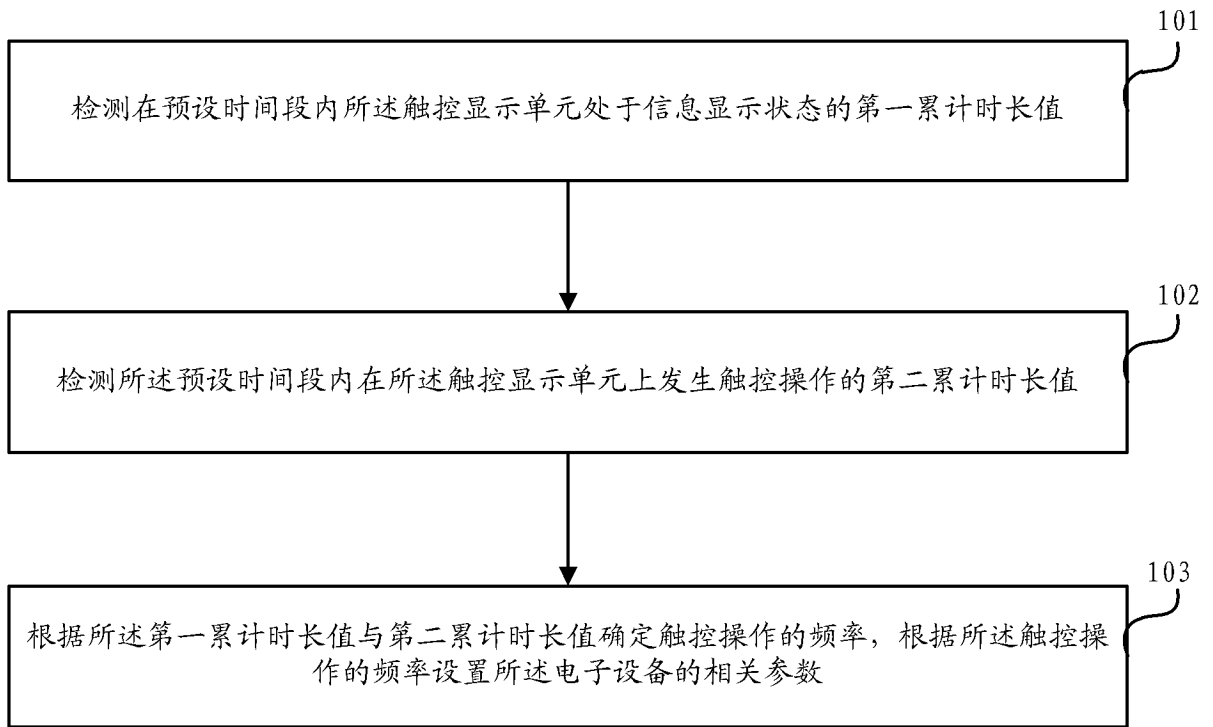 101
检测在预设时间段内所述触控显示单元处于信息显示状态的第一累计时长值
102
检测所述预设时间段内在所述触控显示单元上发生触控操作的第二累计时长值
103
根据所述第一累计时长值与第二累计时长值确定触控操作的频率，根据所述触控操
作的频率设置所述电子设备的相关参数